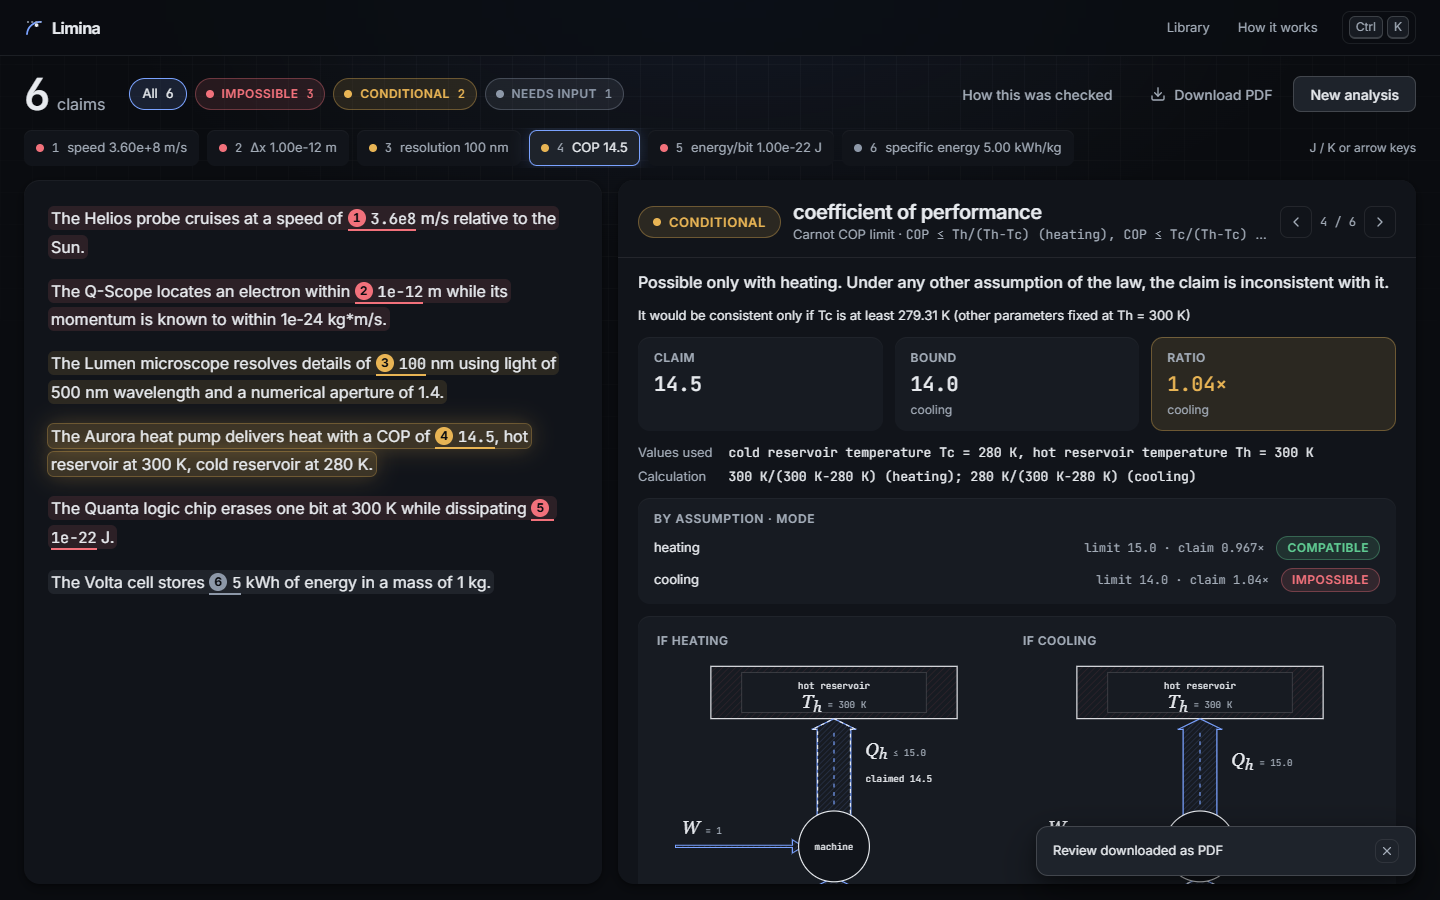 Limina
Library
How it works
Ctrl K
6 claims
All 6
IMPOSSIBLE 3
CONDITIONAL 2
NEEDS INPUT 1
How this was checked
Download PDF
New analysis
1 speed 3.60e+8 m/s
2 Δx 1.00e-12 m
3 resolution 100 nm
4 COP 14.5
5 energy/bit 1.00e-22 J
6 specific energy 5.00 kWh/kg
J / K or arrow keys
The Helios probe cruises at a speed of 1 3.6e8 m/s relative to the
Sun.
The Q-Scope locates an electron within 2 1e-12 m while its
momentum is known to within 1e-24 kg*m/s.
The Lumen microscope resolves details of 3 100 nm using light of
500 nm wavelength and a numerical aperture of 1.4.
The Aurora heat pump delivers heat with a COP of 4 14.5, hot
reservoir at 300 K, cold reservoir at 280 K.
The Quanta logic chip erases one bit at 300 K while dissipating 5
1e-22 J.
The Volta cell stores 6 5 kWh of energy in a mass of 1 kg.
CONDITIONAL
coefficient of performance
Carnot COP limit · COP ≤ Th/(Th-Tc) (heating), COP ≤ Tc/(Th-Tc) …
4 / 6
Possible only with heating. Under any other assumption of the law, the claim is inconsistent with it.
It would be consistent only if Tc is at least 279.31 K (other parameters fixed at Th = 300 K)
CLAIM
14.5
BOUND
14.0
cooling
RATIO
1.04×
cooling
Values used cold reservoir temperature Tc = 280 K, hot reservoir temperature Th = 300 K
Calculation 300 K/(300 K-280 K) (heating); 280 K/(300 K-280 K) (cooling)
BY ASSUMPTION · MODE
heating limit 15.0 · claim 0.967× COMPATIBLE
cooling limit 14.0 · claim 1.04× IMPOSSIBLE
IF HEATING
hot reservoir
Th = 300 K
Qh ≤ 15.0
claimed 14.5
W = 1
machine
IF COOLING
hot reservoir
Th = 300 K
Qh = 15.0
Review downloaded as PDF